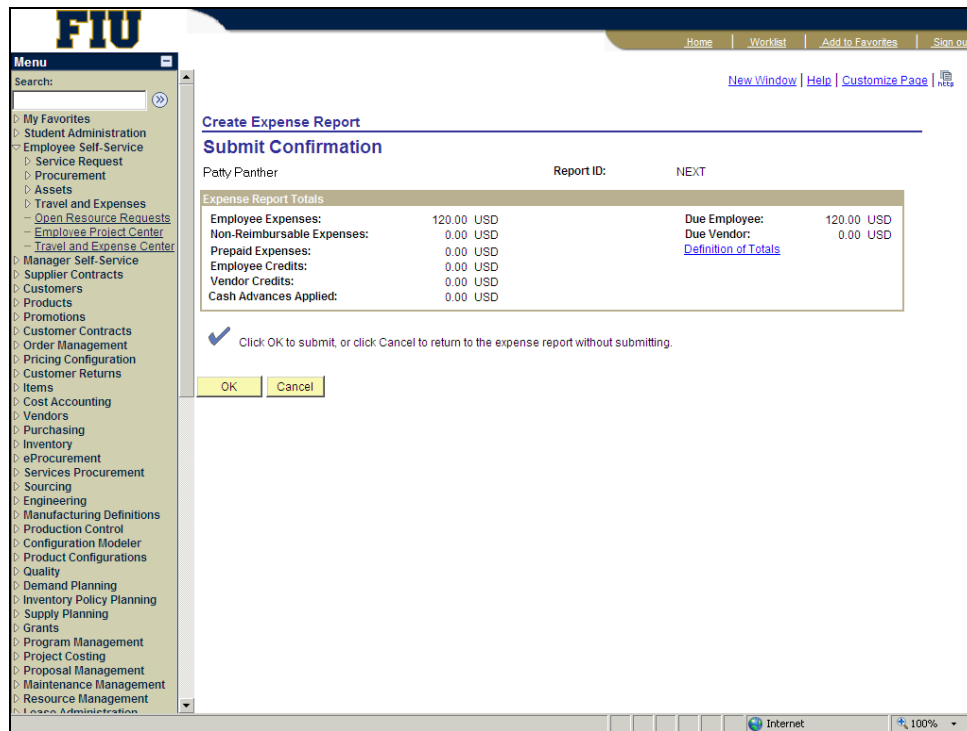 FIU
Home | Worklist | Add to Favorites | Sign ou
Menu
Search:
New Window | Help | Customize Page | http
My Favorites
Student Administration
Employee Self-Service
Service Request
Procurement
Assets
Travel and Expenses
Open Resource Requests
Employee Project Center
Travel and Expense Center
Manager Self-Service
Supplier Contracts
Customers
Products
Promotions
Customer Contracts
Order Management
Pricing Configuration
Customer Returns
Items
Cost Accounting
Vendors
Purchasing
Inventory
eProcurement
Services Procurement
Sourcing
Engineering
Manufacturing Definitions
Production Control
Configuration Modeler
Product Configurations
Quality
Demand Planning
Inventory Policy Planning
Supply Planning
Grants
Program Management
Project Costing
Proposal Management
Maintenance Management
Resource Management
Lease Administration
Create Expense Report
Submit Confirmation
Patty Panther Report ID: NEXT
Expense Report Totals
Employee Expenses: 120.00 USD Due Employee: 120.00 USD
Non-Reimbursable Expenses: 0.00 USD Due Vendor: 0.00 USD
Prepaid Expenses: 0.00 USD Definition of Totals
Employee Credits: 0.00 USD
Vendor Credits: 0.00 USD
Cash Advances Applied: 0.00 USD
Click OK to submit, or click Cancel to return to the expense report without submitting.
OK Cancel
Internet 100%